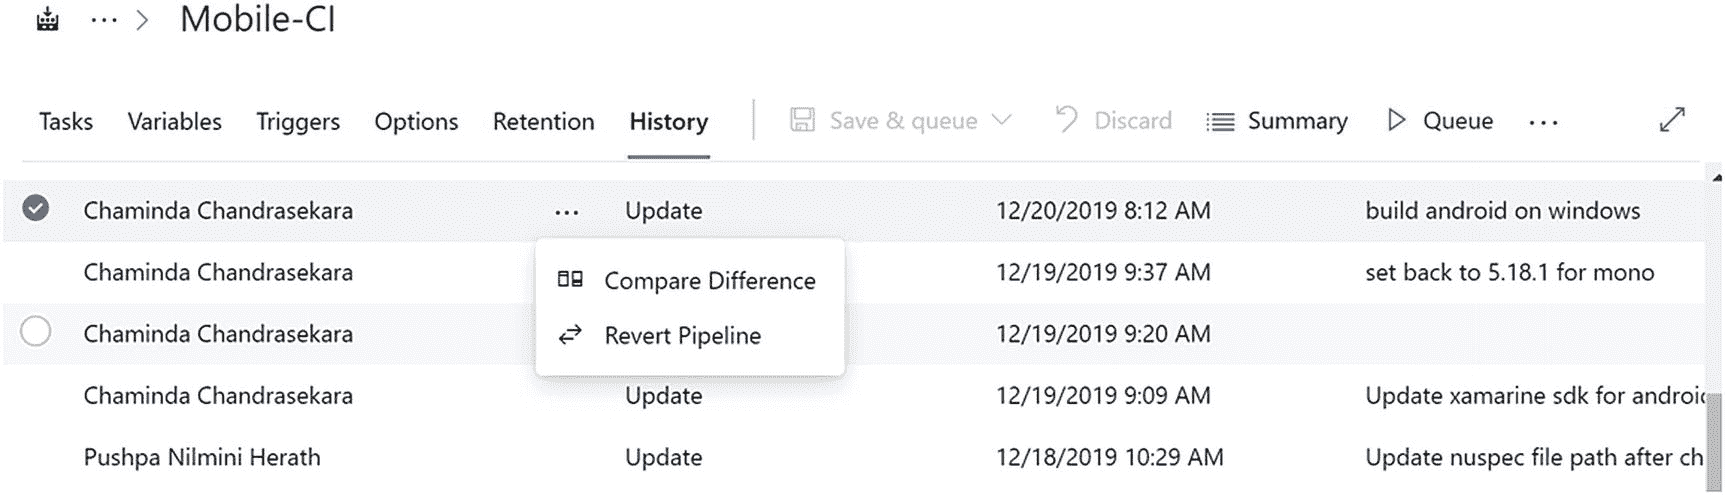 Mobile-CI
Tasks Variables Triggers Options Retention History Save & queue Discard Summary Queue
Chaminda Chandrasekara Update 12/20/2019 8:12 AM build android on windows
Chaminda Chandrasekara 12/19/2019 9:37 AM set back to 5.18.1 for mono
Compare Difference
Chaminda Chandrasekara 12/19/2019 9:20 AM
Revert Pipeline
Chaminda Chandrasekara Update 12/19/2019 9:09 AM Update xamarine sdk for
Pushpa Nilmini Herath Update 12/18/2019 10:29 AM Update nuspec file path after